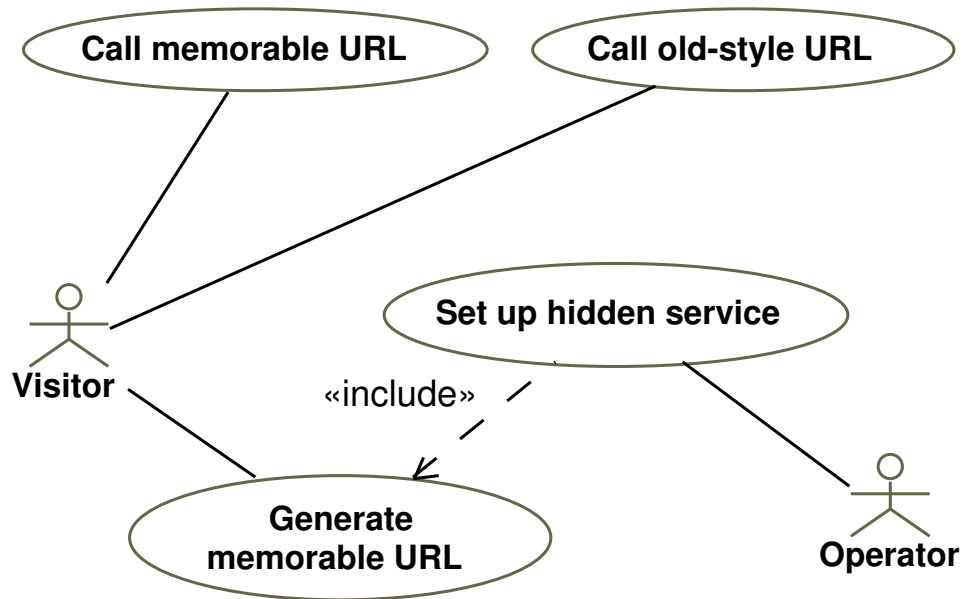 Call memorable URL
Call old-style URL
Set up hidden service
Visitor
«include»
Generate
memorable URL
Operator